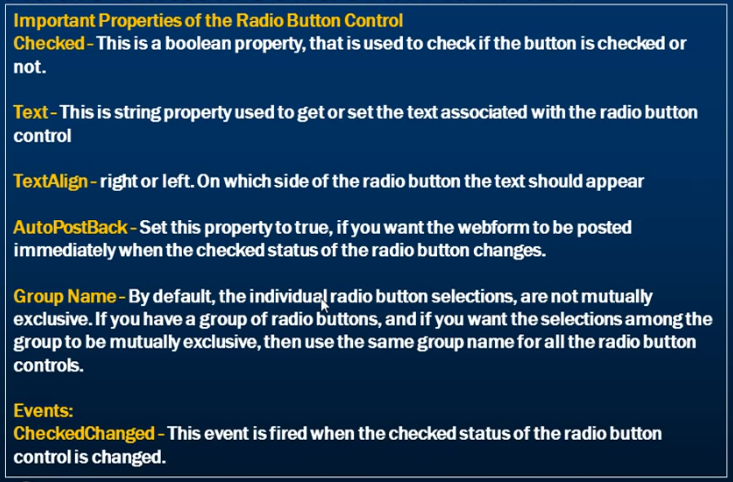 Important Properties of the Radio Button Control
Checked - This is a boolean property, that is used to check if the button is checked or
not.
Text - This is string property used to get or set the text associated with the radio button
control
TextAlign - right or left. On which side of the radio button the text should appear
AutoPostBack - Set this property to true, if you want the webform to be posted
immediately when the checked status of the radio button changes.
Group Name - By default, the individual radio button selections, are not mutually
exclusive. If you have a group of radio buttons, and if you want the selections among the
group to be mutually exclusive, then use the same group name for all the radio button
controls.
Events:
CheckedChanged - This event is fired when the checked status of the radio button
control is changed.